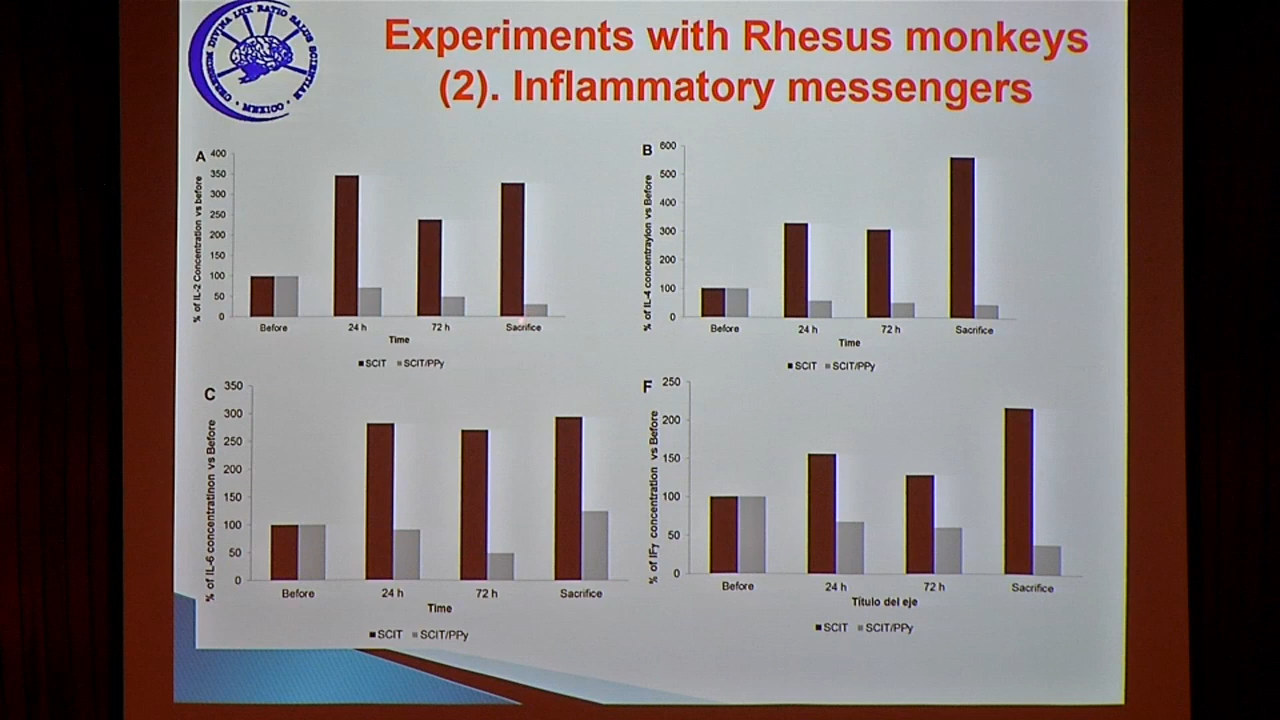 Experiments with Rhesus monkeys
(2). Inflammatory messengers
MEXICO
A
% of IL-2 Concentration vs before
400
350
300
250
200
150
100
50
0
Before 24 h 72 h Sacrifice
Time
SCIT SCIT/PPy
B
% of IL-4 concentraytion vs Before
600
500
400
300
200
100
0
Before 24 h 72 h Sacrifice
Time
SCIT SCIT/PPy
C
% of IL-6 concentratinon vs Before
350
300
250
200
150
100
50
0
Before 24 h 72 h Sacrifice
Time
SCIT SCIT/PPy
F
% of IFγ concentration vs Before
250
200
150
100
50
0
Before 24 h 72 h Sacrifice
Título del eje
SCIT SCIT/PPy